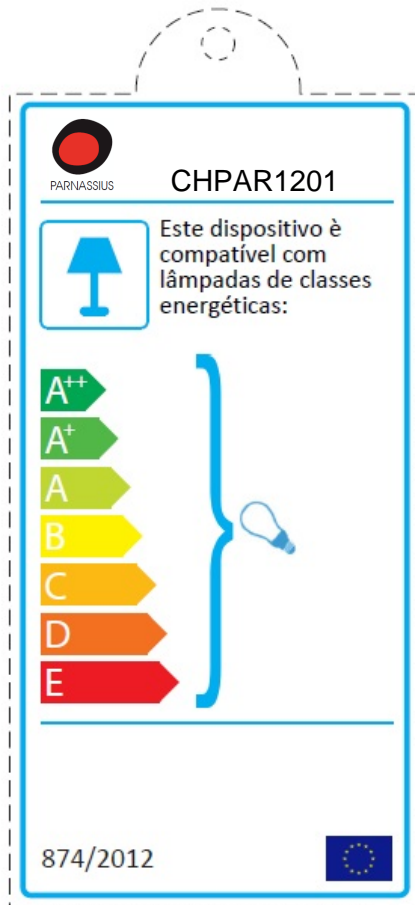 PARNASSIUS
CHPAR1201
Este dispositivo è
compatível com
lâmpadas de classes
energéticas:
A++
A+
A
B
C
D
E
874/2012